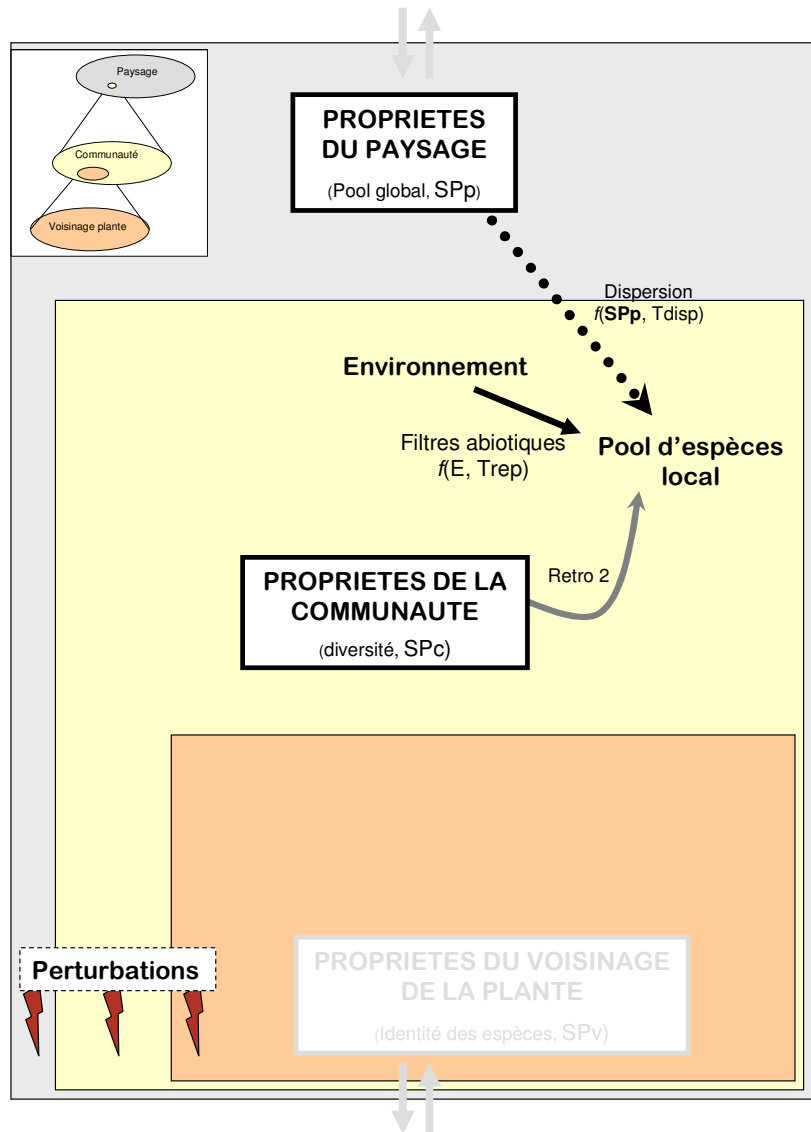 Paysage
Communauté
Voisinage plante
PROPRIETES
DU PAYSAGE
(Pool global, SPp)
Dispersion
f(SPp, Tdisp)
Environnement
Filtres abiotiques
f(E, Trep)
Pool d'espèces
local
PROPRIETES DE LA
COMMUNAUTE
(diversité, SPc)
Retro 2
Perturbations
PROPRIETES DU VOISINAGE
DE LA PLANTE
(Identité des espèces, SPv)